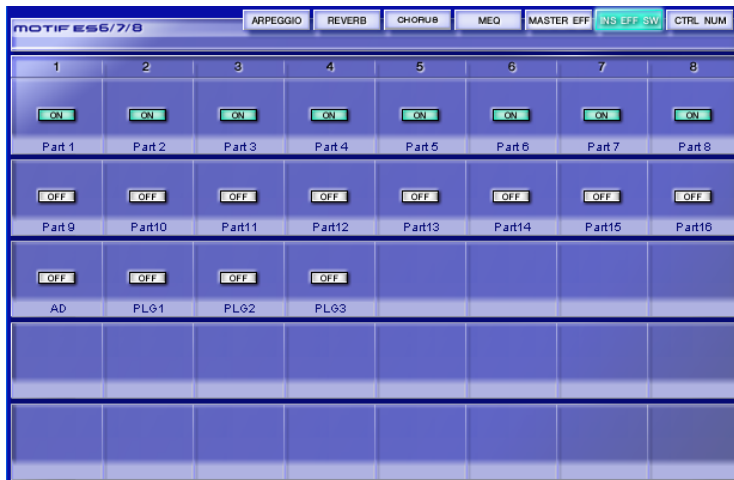 MOTIF ES6/7/8 ARPEGGIO REVERB CHORUB MEQ MASTER EFF INS EFF SW CTRL NUM
1 2 3 4 5 6 7 8
ON ON ON ON ON ON ON ON
Part 1 Part 2 Part 3 Part 4 Part 5 Part 6 Part 7 Part 8
OFF OFF OFF OFF OFF OFF OFF OFF
Part 9 Part10 Part11 Part12 Part13 Part14 Part15 Part16
OFF OFF OFF OFF
AD PLG1 PLG2 PLG3